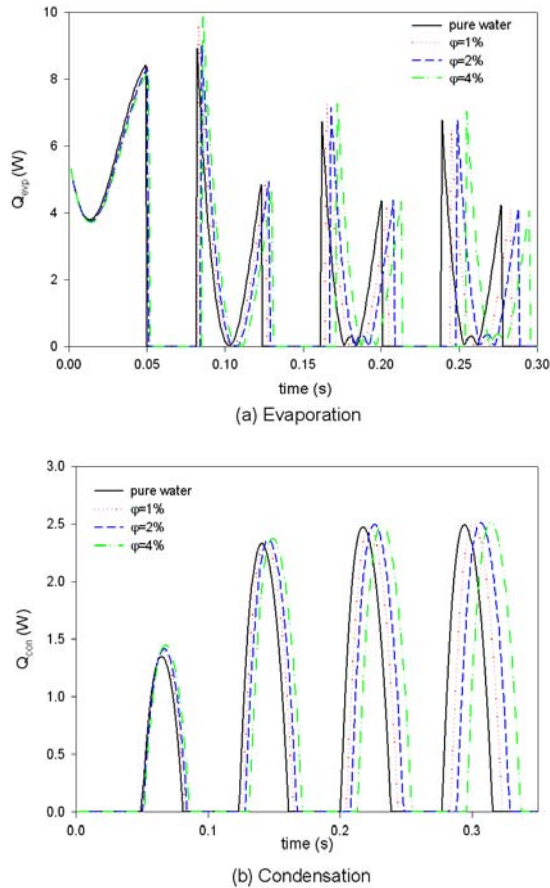 10
8
6
4
2
0
Q_evp (W)
pure water
φ=1%
φ=2%
φ=4%
0.00 0.05 0.10 0.15 0.20 0.25 0.30
time (s)
(a) Evaporation
3.0
2.5
2.0
1.5
1.0
0.5
0.0
Q_con (W)
pure water
φ=1%
φ=2%
φ=4%
0.0 0.1 0.2 0.3
time (s)
(b) Condensation